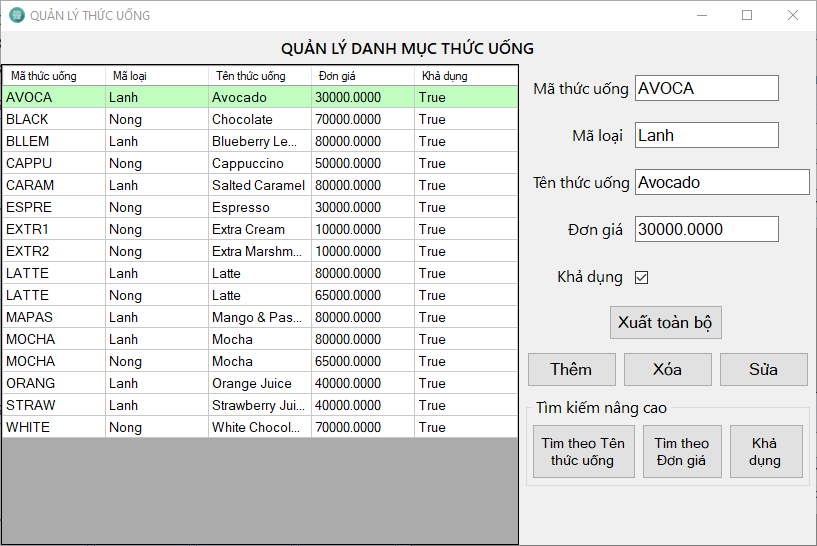 QUẢN LÝ THỨC UỐNG
QUẢN LÝ DANH MỤC THỨC UỐNG
Mã thức uống Mã loại Tên thức uống Đơn giá Khả dụng
AVOCA Lanh Avocado 30000.0000 True
BLACK Nong Chocolate 70000.0000 True
BLLEM Lanh Blueberry Le... 80000.0000 True
CAPPU Nong Cappuccino 50000.0000 True
CARAM Lanh Salted Caramel 80000.0000 True
ESPRE Nong Espresso 30000.0000 True
EXTR1 Nong Extra Cream 10000.0000 True
EXTR2 Nong Extra Marshm... 10000.0000 True
LATTE Lanh Latte 80000.0000 True
LATTE Nong Latte 65000.0000 True
MAPAS Lanh Mango & Pas... 80000.0000 True
MOCHA Lanh Mocha 80000.0000 True
MOCHA Nong Mocha 65000.0000 True
ORANG Lanh Orange Juice 40000.0000 True
STRAW Lanh Strawberry Jui... 40000.0000 True
WHITE Nong White Chocol... 70000.0000 True
Mã thức uống AVOCA
Mã loại Lanh
Tên thức uống Avocado
Đơn giá 30000.0000
Khả dụng
Xuất toàn bộ
Thêm Xóa Sửa
Tìm kiếm nâng cao
Tìm theo Tên
thức uống
Tìm theo
Đơn giá
Khả
dụng